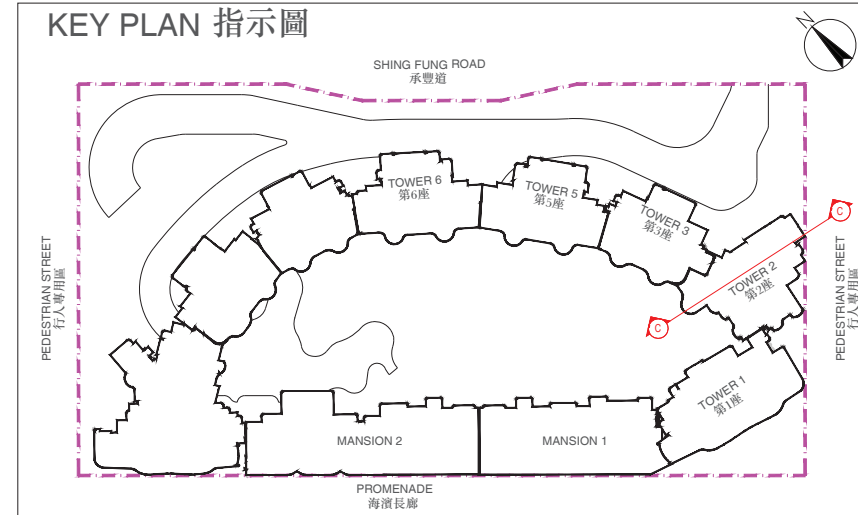 KEY PLAN 指示圖
N
SHING FUNG ROAD
承豐道
TOWER 6
第6座
TOWER 5
第5座
TOWER 3
第3座
C
TOWER 2
第2座
C
PEDESTRIAN STREET
行人專用區
PEDESTRIAN STREET
行人專用區
TOWER 1
第1座
MANSION 2
MANSION 1
PROMENADE
海濱長廊